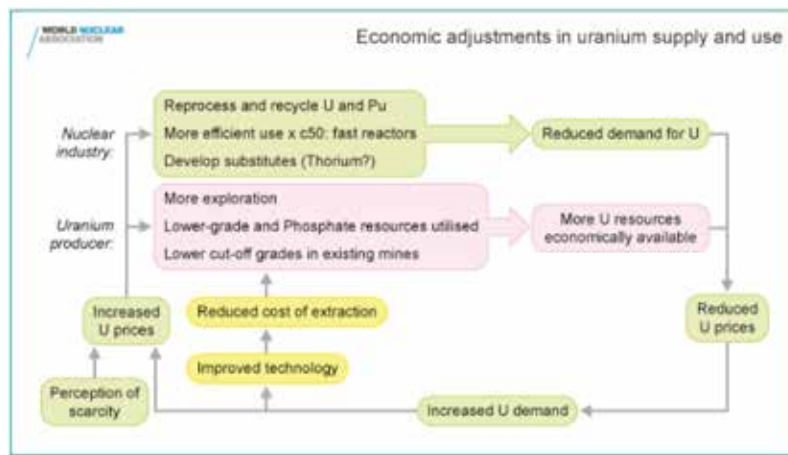 WORLD NUCLEAR
ASSOCIATION
Economic adjustments in uranium supply and use
Nuclear
industry:
Reprocess and recycle U and Pu
More efficient use x c50: fast reactors
Develop substitutes (Thorium?)
Reduced demand for U
Uranium
producer:
More exploration
Lower-grade and Phosphate resources utilised
Lower cut-off grades in existing mines
More U resources
economically available
Increased
U prices
Reduced cost of extraction
Reduced
U prices
Improved technology
Perception of
scarcity
Increased U demand